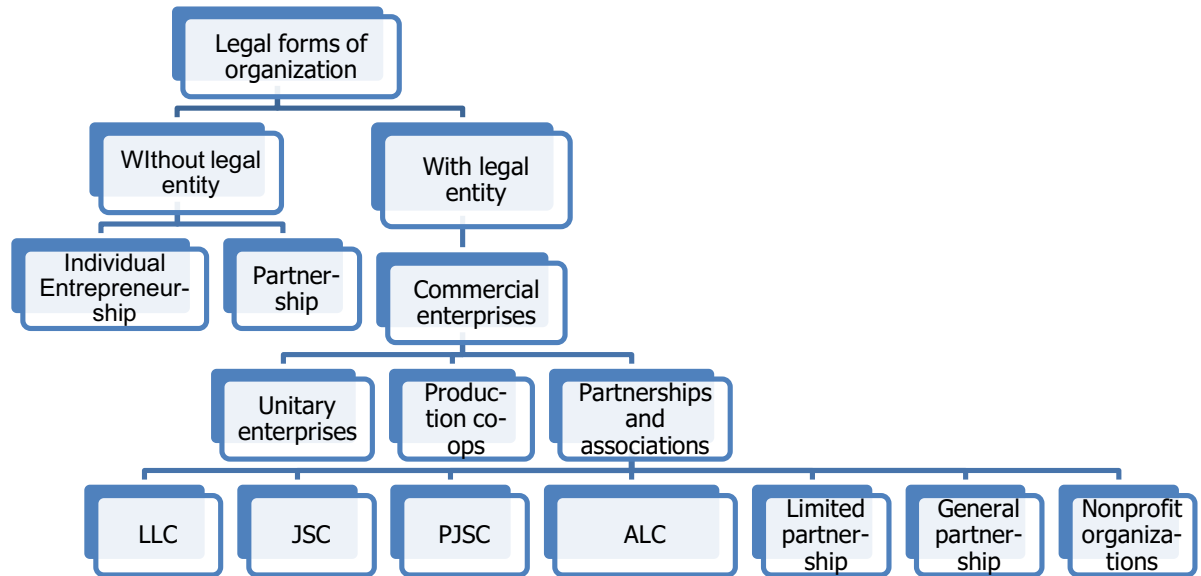 Legal forms of
organization
WIthout legal
entity
With legal
entity
Individual
Entrepreneur-
ship
Partner-
ship
Commercial
enterprises
Unitary
enterprises
Produc-
tion co-
ops
Partnerships
and
associations
LLC
JSC
PJSC
ALC
Limited
partner-
ship
General
partner-
ship
Nonprofit
organiza-
tions